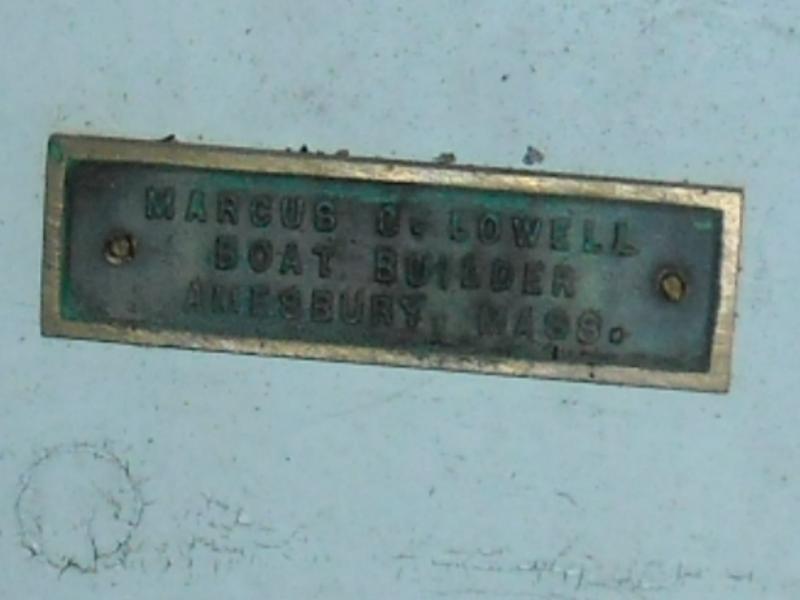 MARCUS C. LOWELL
BOAT BUILDER
AMESBURY, MASS.